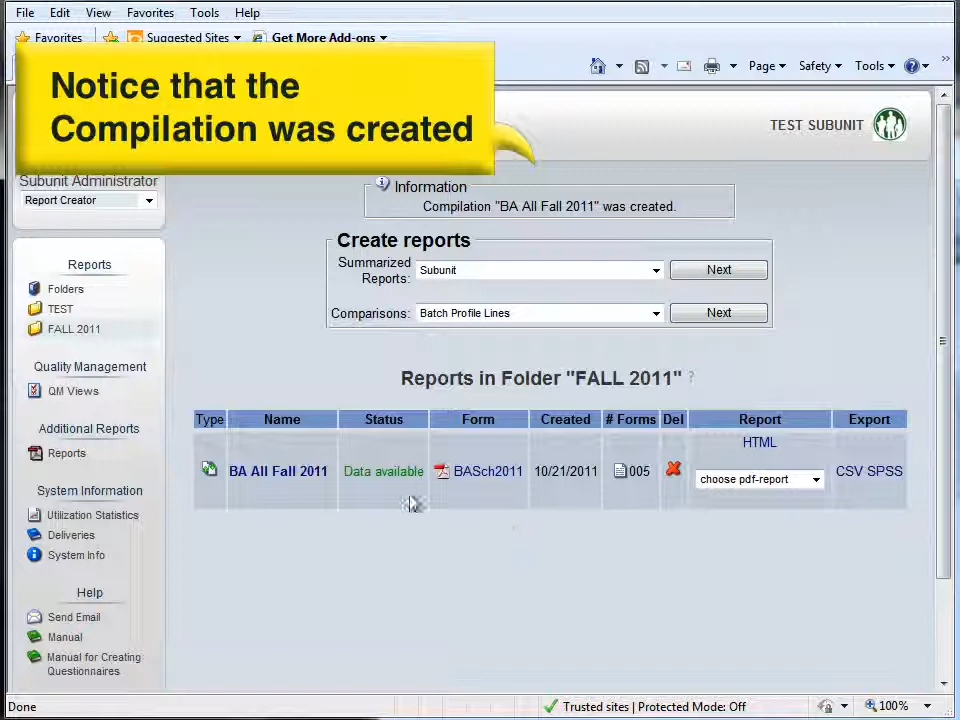 File Edit View Favorites Tools Help
Favorites Suggested Sites Get More Add-ons
Page Safety Tools
Notice that the
Compilation was created
TEST SUBUNIT
Subunit Administrator
Report Creator
Information
Compilation "BA All Fall 2011" was created.
Create reports
Summarized
Reports:
Subunit
Next
Comparisons:
Batch Profile Lines
Next
Reports
Folders
TEST
FALL 2011
Quality Management
QM Views
Additional Reports
Reports
System Information
Utilization Statistics
Deliveries
System Info
Help
Send Email
Manual
Manual for Creating
Questionnaires
Reports in Folder "FALL 2011" ?
Type Name Status Form Created # Forms Del Report Export
HTML
BA All Fall 2011 Data available BASch2011 10/21/2011 005 CSV SPSS
choose pdf-report
Done Trusted sites | Protected Mode: Off 100%